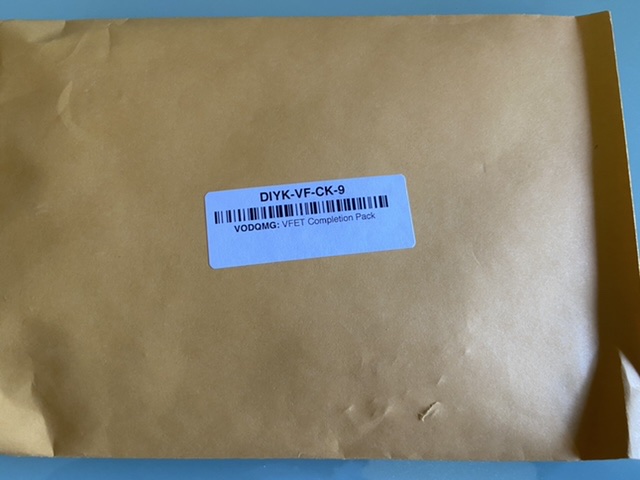 DIYK-VF-CK-9
VODQMG: VFET Completion Pack